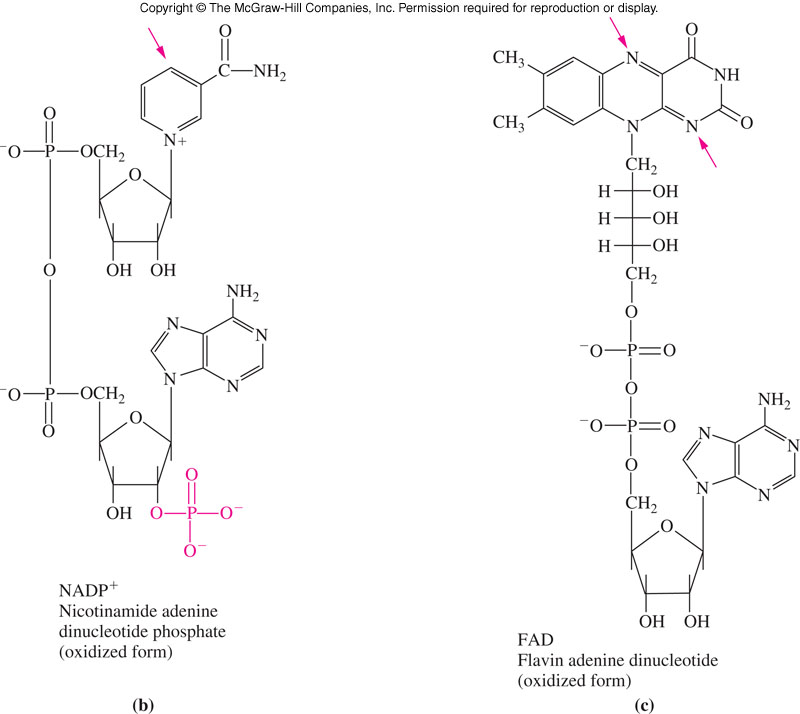 Copyright © The McGraw-Hill Companies, Inc. Permission required for reproduction or display.
O
C
NH₂
N⁺
O
⁻O
P
OCH₂
O
OH
OH
O
NH₂
N
N
N
N
⁻O
P
OCH₂
O
O
OH
O
P
O
O⁻
O⁻
NADP⁺
Nicotinamide adenine
dinucleotide phosphate
(oxidized form)
(b)
CH₃
N
O
NH
CH₃
N
N
O
CH₂
H
OH
H
OH
H
OH
CH₂
O
⁻O
P
O
O
⁻O
P
O
O
CH₂
NH₂
N
N
N
N
O
OH
OH
FAD
Flavin adenine dinucleotide
(oxidized form)
(c)